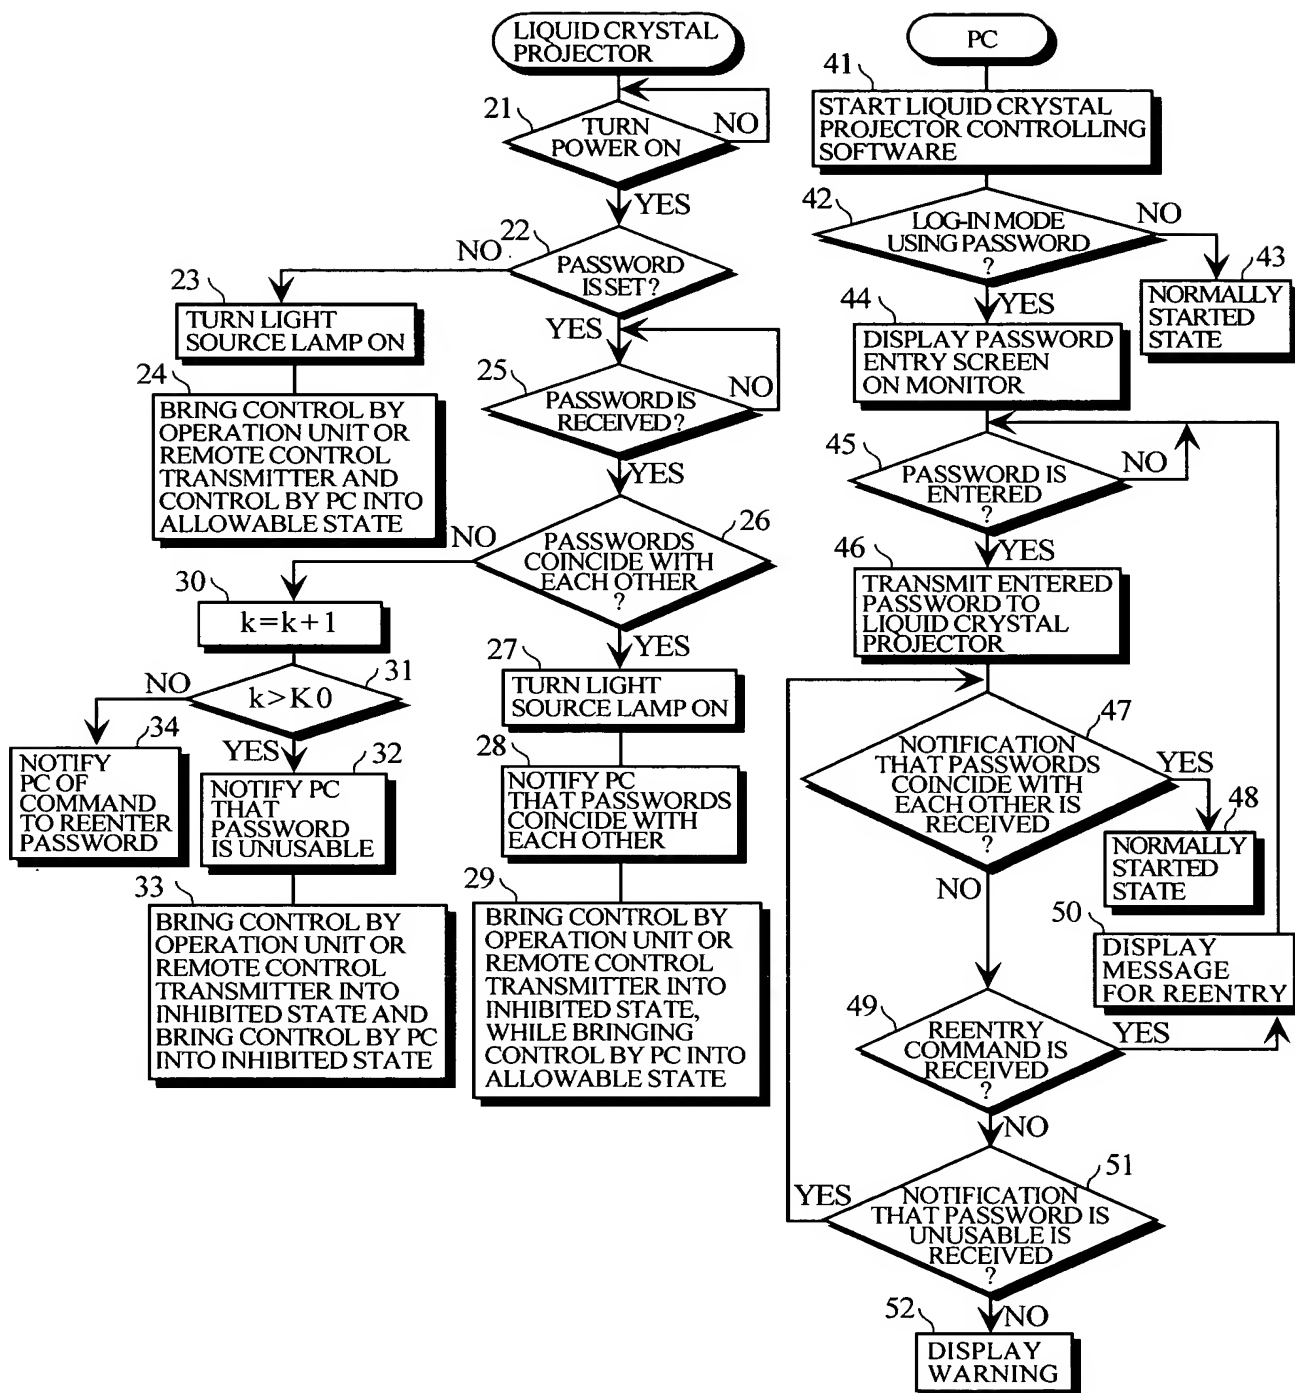 LIQUID CRYSTAL
PROJECTOR
21
TURN
POWER ON
NO
YES
22
PASSWORD
IS SET?
NO
YES
23
TURN LIGHT
SOURCE LAMP ON
24
BRING CONTROL BY
OPERATION UNIT OR
REMOTE CONTROL
TRANSMITTER AND
CONTROL BY PC INTO
ALLOWABLE STATE
25
PASSWORD IS
RECEIVED?
NO
YES
26
PASSWORDS
COINCIDE WITH
EACH OTHER
?
NO
YES
30
k=k+1
31
k>K0
NO
YES
34
NOTIFY
PC OF
COMMAND
TO REENTER
PASSWORD
32
NOTIFY PC
THAT
PASSWORD
IS UNUSABLE
33
BRING CONTROL BY
OPERATION UNIT OR
REMOTE CONTROL
TRANSMITTER INTO
INHIBITED STATE AND
BRING CONTROL BY PC
INTO INHIBITED STATE
27
TURN LIGHT
SOURCE LAMP ON
28
NOTIFY PC
THAT PASSWORDS
COINCIDE WITH
EACH OTHER
29
BRING CONTROL BY
OPERATION UNIT OR
REMOTE CONTROL
TRANSMITTER INTO
INHIBITED STATE,
WHILE BRINGING
CONTROL BY PC INTO
ALLOWABLE STATE
PC
41
START LIQUID CRYSTAL
PROJECTOR CONTROLLING
SOFTWARE
42
LOG-IN MODE
USING PASSWORD
?
NO
YES
43
NORMALLY
STARTED
STATE
44
DISPLAY PASSWORD
ENTRY SCREEN
ON MONITOR
45
PASSWORD IS
ENTERED
?
NO
YES
46
TRANSMIT ENTERED
PASSWORD TO
LIQUID CRYSTAL
PROJECTOR
47
NOTIFICATION
THAT PASSWORDS
COINCIDE WITH
EACH OTHER IS
RECEIVED
?
YES
NO
48
NORMALLY
STARTED
STATE
50
DISPLAY
MESSAGE
FOR REENTRY
49
REENTRY
COMMAND IS
RECEIVED
?
YES
NO
51
NOTIFICATION
THAT PASSWORD IS
UNUSABLE IS
RECEIVED
?
YES
NO
52
DISPLAY
WARNING